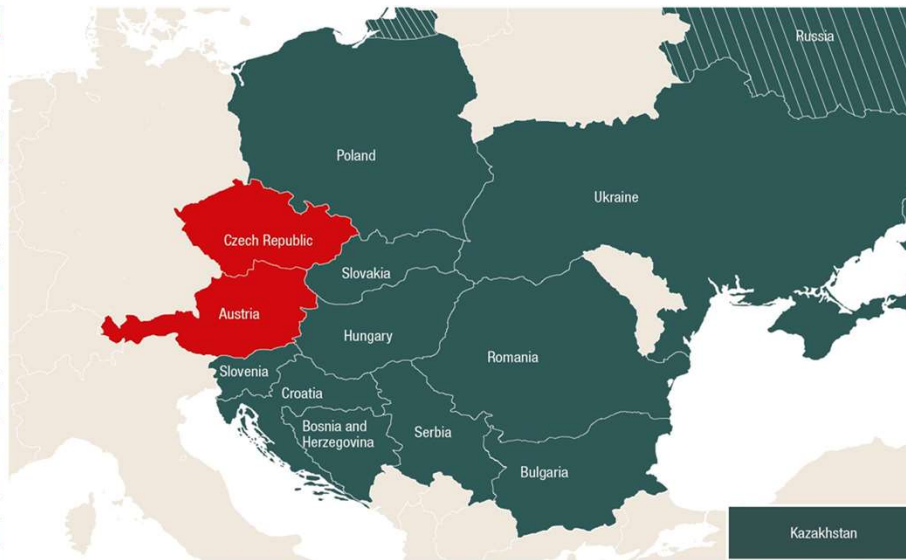 Russia
Poland
Ukraine
Czech Republic
Slovakia
Austria
Hungary
Romania
Slovenia
Croatia
Bosnia and
Herzegovina
Serbia
Bulgaria
Kazakhstan